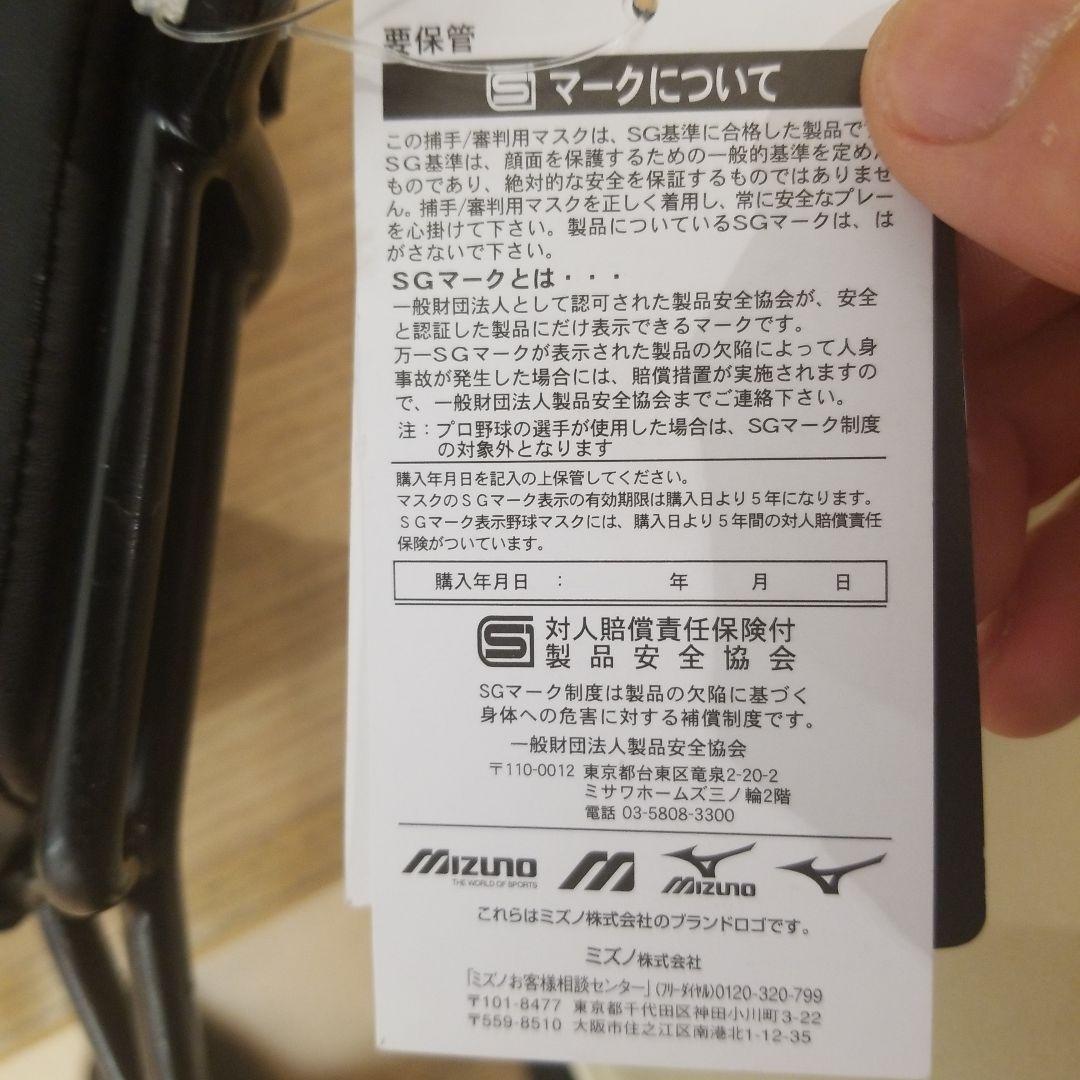 要保管
SG マークについて
この捕手/審判用マスクは、SG基準に合格した製品で
SG基準は、顔面を保護するための一般的基準を定め
ものであり、絶対的な安全を保証するものではありませ
ん。捕手/審判用マスクを正しく着用し、常に安全なプレー
を心掛けて下さい。製品についているSGマークは、は
がさないで下さい。
SGマークとは・・・
一般財団法人として認可された製品安全協会が、安全
と認証した製品にだけ表示できるマークです。
万一SGマークが表示された製品の欠陥によって人身
事故が発生した場合には、賠償措置が実施されますの
で、一般財団法人製品安全協会までご連絡下さい。
注：プロ野球の選手が使用した場合は、SGマーク制度
の対象外となります
購入年月日を記入の上保管してください。
マスクのSGマーク表示の有効期限は購入日より5年になります。
SGマーク表示野球マスクには、購入日より5年間の対人賠償責任
保険がついています。
購入年月日 ： 年 月 日
SG 対人賠償責任保険付
製品安全協会
SGマーク制度は製品の欠陥に基づく
身体への危害に対する補償制度です。
一般財団法人製品安全協会
〒110-0012 東京都台東区竜泉2-20-2
ミサワホームズ三ノ輪2階
電話 03-5808-3300
MIZUNO
THE WORLD OF SPORTS
M
MIZUNO
これらはミズノ株式会社のブランドロゴです。
ミズノ株式会社
「ミズノお客様相談センター」(フリーダイヤル)0120-320-799
〒101-8477 東京都千代田区神田小川町3-22
〒559-8510 大阪市住之江区南港北1-12-35